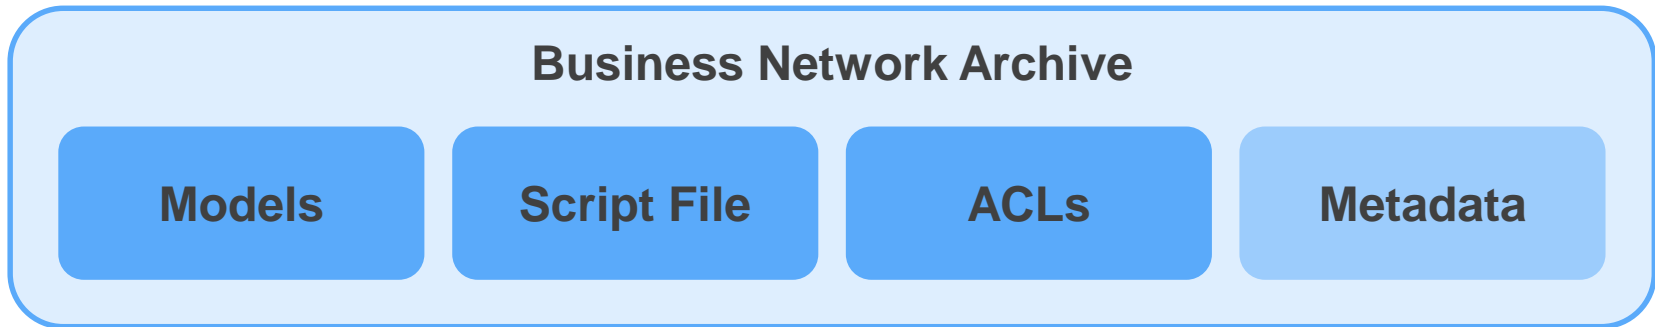 Business Network Archive
Models
Script File
ACLs
Metadata